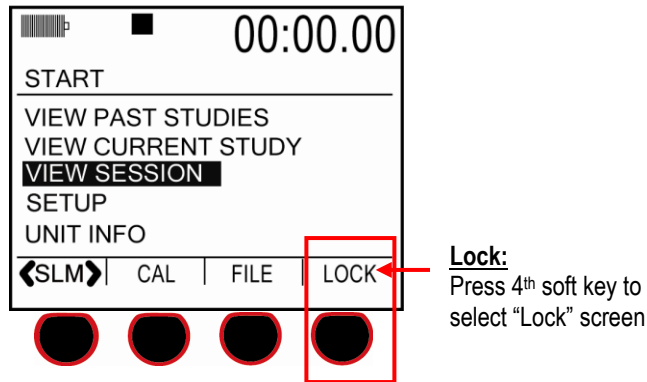 00:00.00
START
VIEW PAST STUDIES
VIEW CURRENT STUDY
VIEW SESSION
SETUP
UNIT INFO
❮SLM❯ | CAL | FILE | LOCK
Lock:
Press 4th soft key to
select “Lock” screen